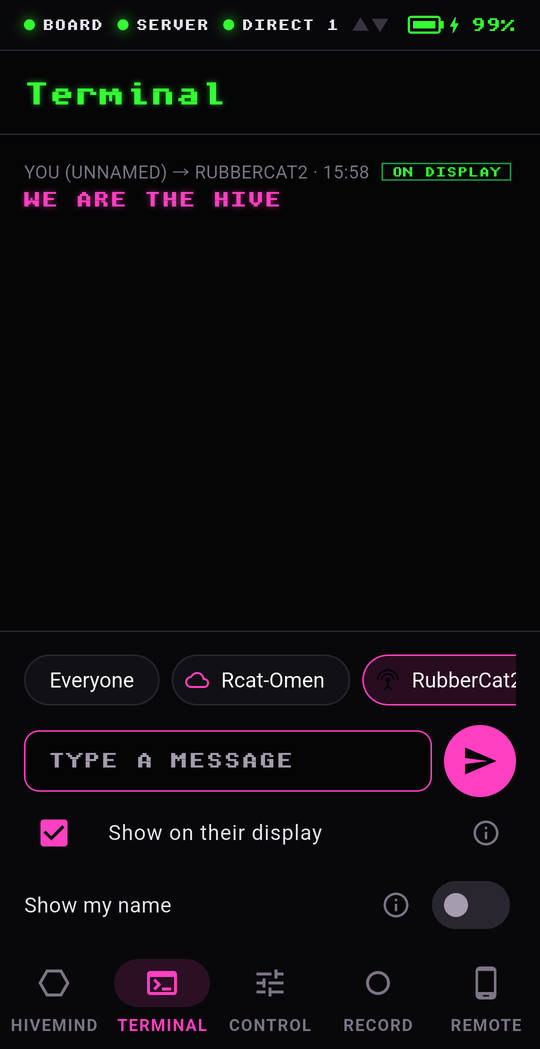 BOARD SERVER DIRECT 1 99%
Terminal
YOU (UNNAMED) → RUBBERCAT2 · 15:58 ON DISPLAY
WE ARE THE HIVE
Everyone Rcat-Omen RubberCat2
TYPE A MESSAGE
Show on their display
Show my name
HIVEMIND TERMINAL CONTROL RECORD REMOTE